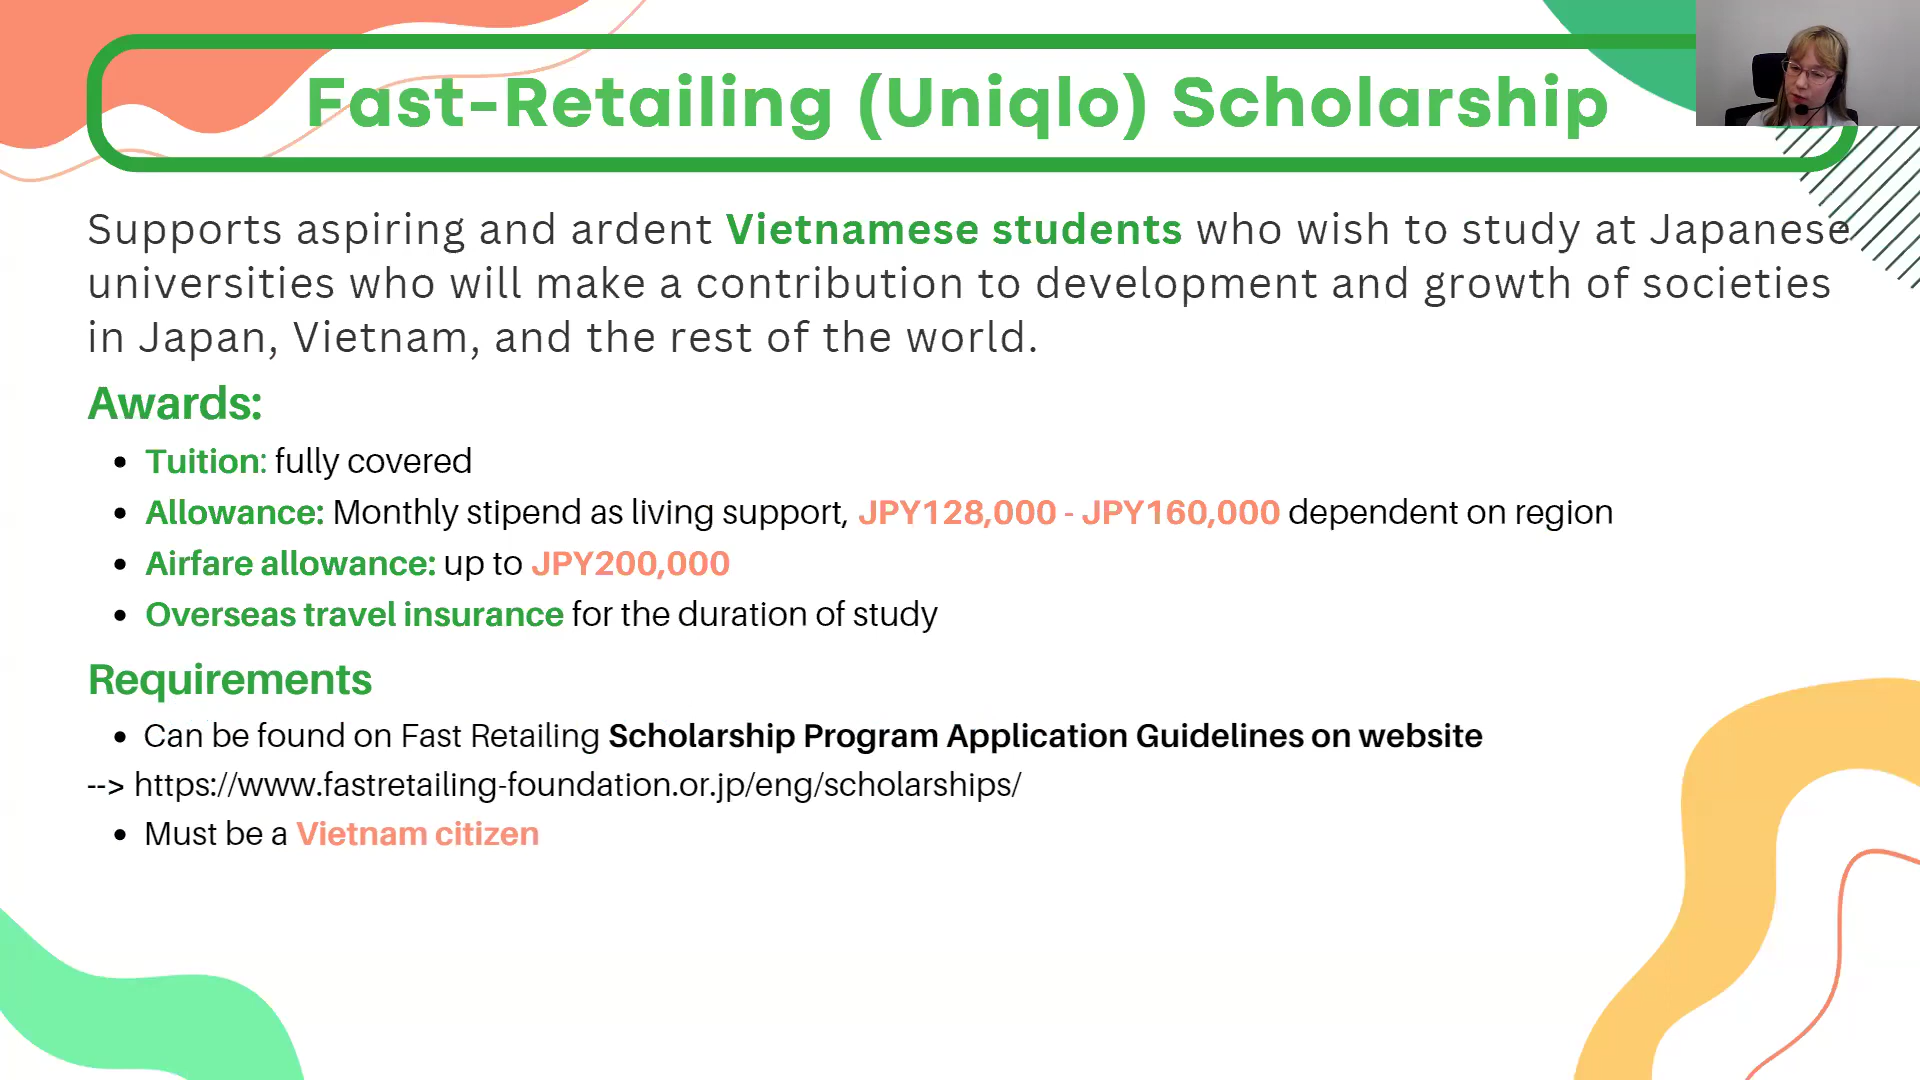 Fast-Retailing (Uniqlo) Scholarship
Supports aspiring and ardent Vietnamese students who wish to study at Japanese
universities who will make a contribution to development and growth of societies
in Japan, Vietnam, and the rest of the world.
Awards:
• Tuition: fully covered
• Allowance: Monthly stipend as living support, JPY128,000 - JPY160,000 dependent on region
• Airfare allowance: up to JPY200,000
• Overseas travel insurance for the duration of study
Requirements
• Can be found on Fast Retailing Scholarship Program Application Guidelines on website
--> https://www.fastretailing-foundation.or.jp/eng/scholarships/
• Must be a Vietnam citizen